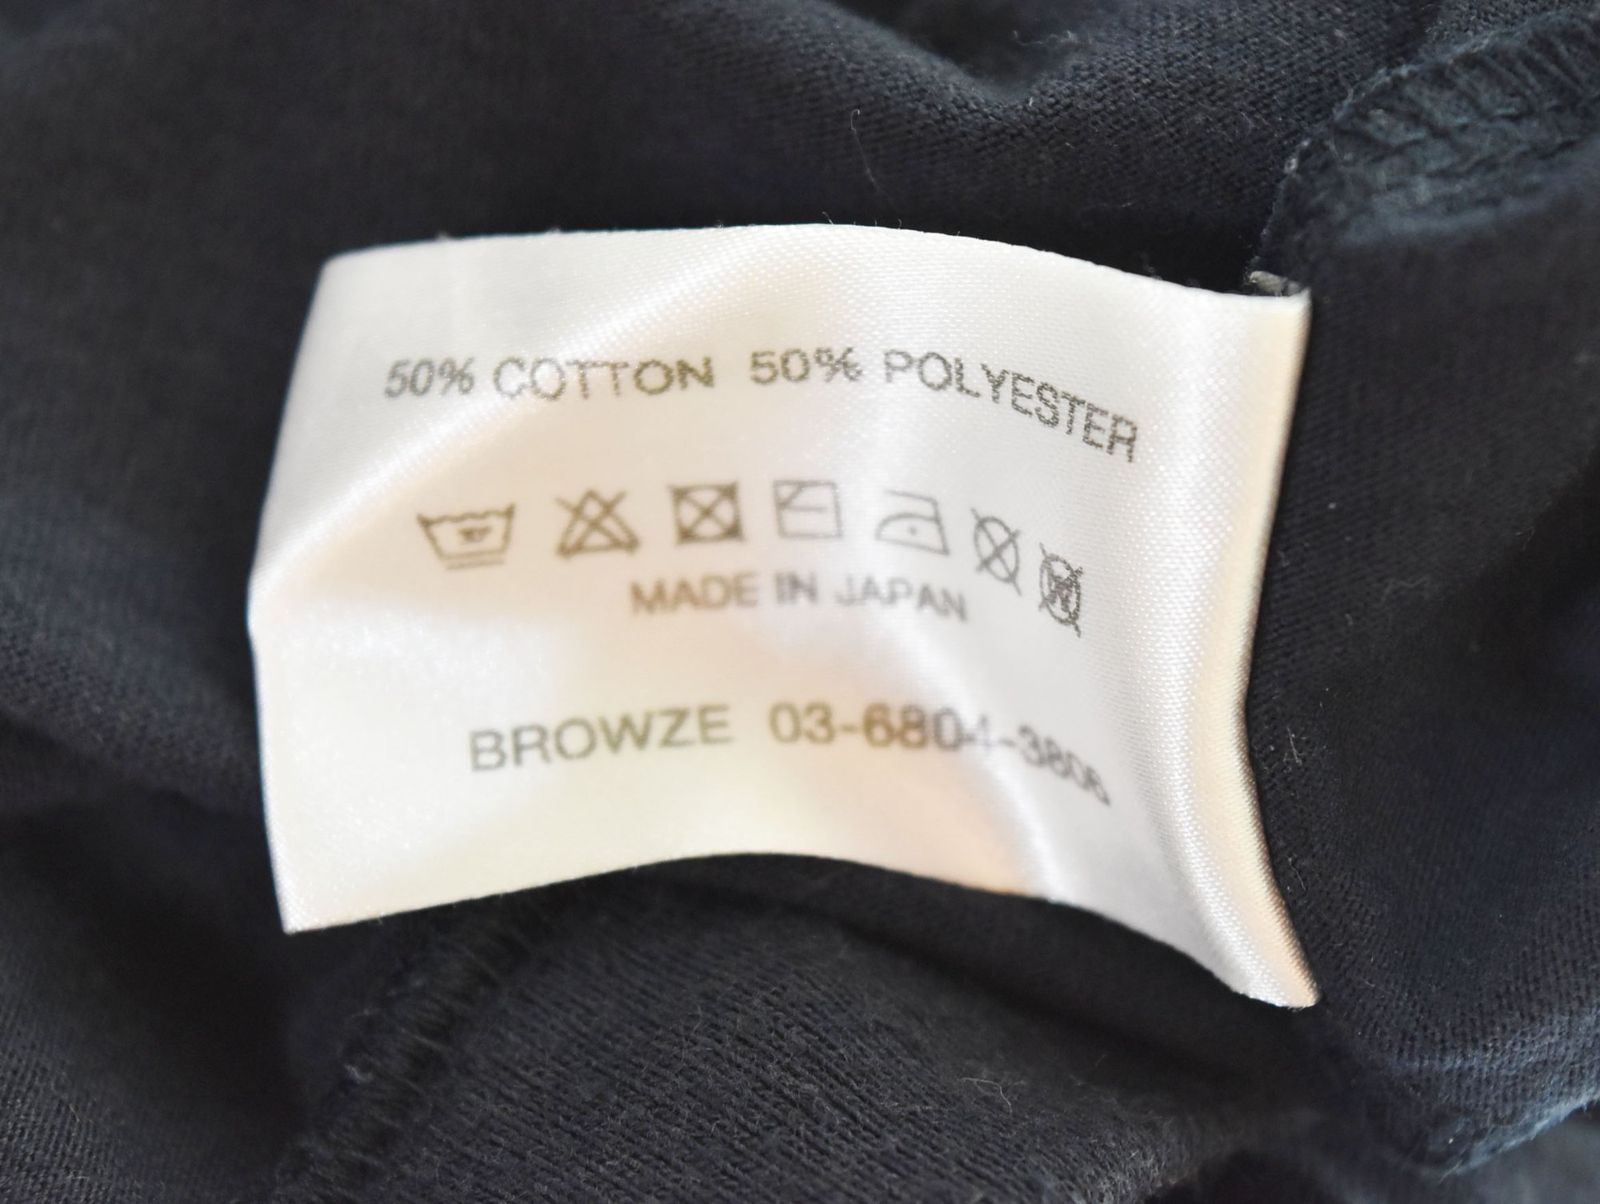 50% COTTON 50% POLYESTER
MADE IN JAPAN
BROWZE 03-6804-3806